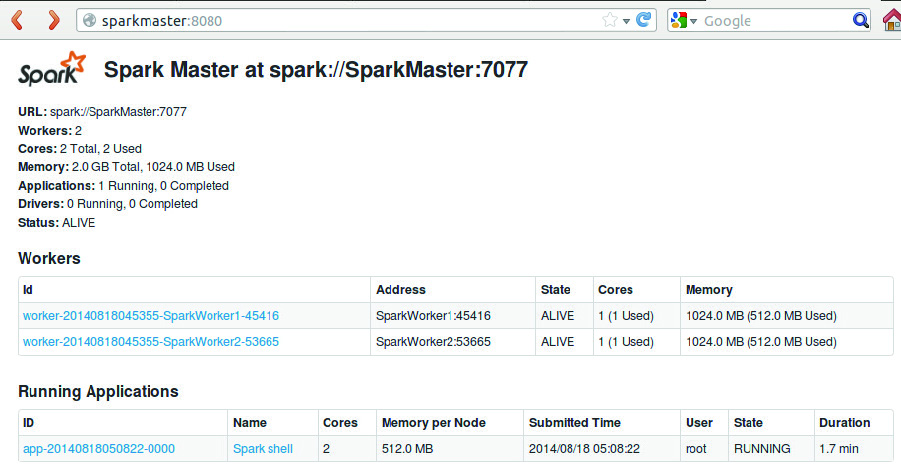 sparkmaster:8080
Google
Spark Spark Master at spark://SparkMaster:7077
URL: spark://SparkMaster:7077
Workers: 2
Cores: 2 Total, 2 Used
Memory: 2.0 GB Total, 1024.0 MB Used
Applications: 1 Running, 0 Completed
Drivers: 0 Running, 0 Completed
Status: ALIVE
Workers
Id Address State Cores Memory
worker-20140818045355-SparkWorker1-45416 SparkWorker1:45416 ALIVE 1 (1 Used) 1024.0 MB (512.0 MB Used)
worker-20140818045355-SparkWorker2-53665 SparkWorker2:53665 ALIVE 1 (1 Used) 1024.0 MB (512.0 MB Used)
Running Applications
ID Name Cores Memory per Node Submitted Time User State Duration
app-20140818050822-0000 Spark shell 2 512.0 MB 2014/08/18 05:08:22 root RUNNING 1.7 min